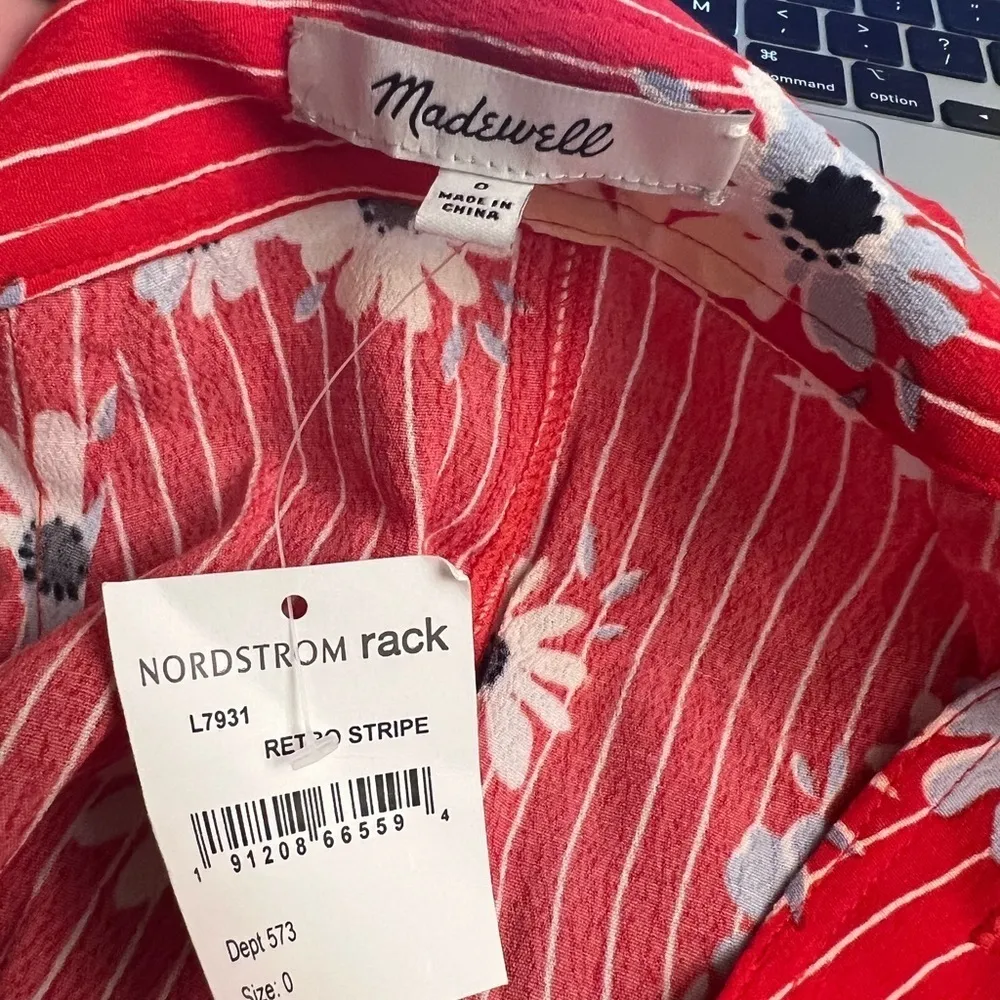 M
<
,
>
.
?
/
⌘
command
⌥
option
◀
Madewell
0
MADE IN
CHINA
NORDSTROM rack
L7931
RETRO STRIPE
1 91208 66559 4
Dept 573
Size: 0